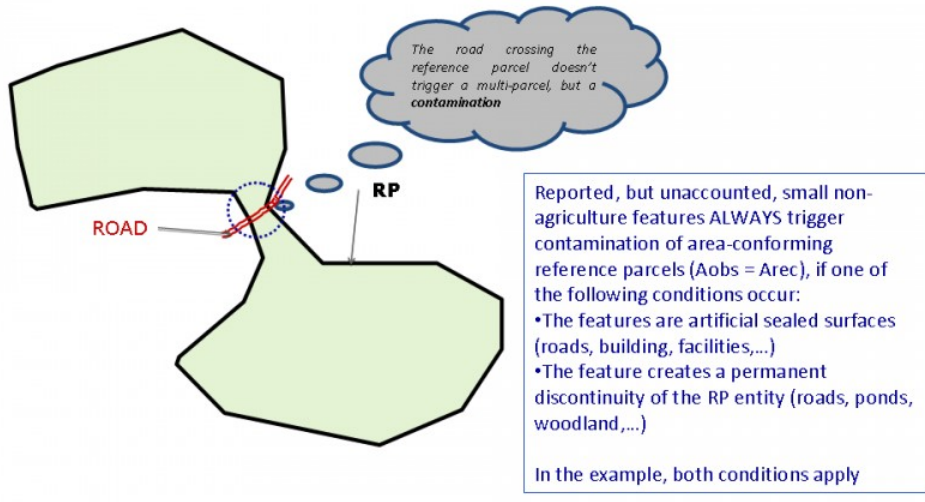 The road crossing the
reference parcel doesn't
trigger a multi-parcel, but a
contamination
RP
ROAD
Reported, but unaccounted, small non-
agriculture features ALWAYS trigger
contamination of area-conforming
reference parcels (Aobs = Arec), if one of
the following conditions occur:
•The features are artificial sealed surfaces
(roads, building, facilities,...)
•The feature creates a permanent
discontinuity of the RP entity (roads, ponds,
woodland,...)
In the example, both conditions apply